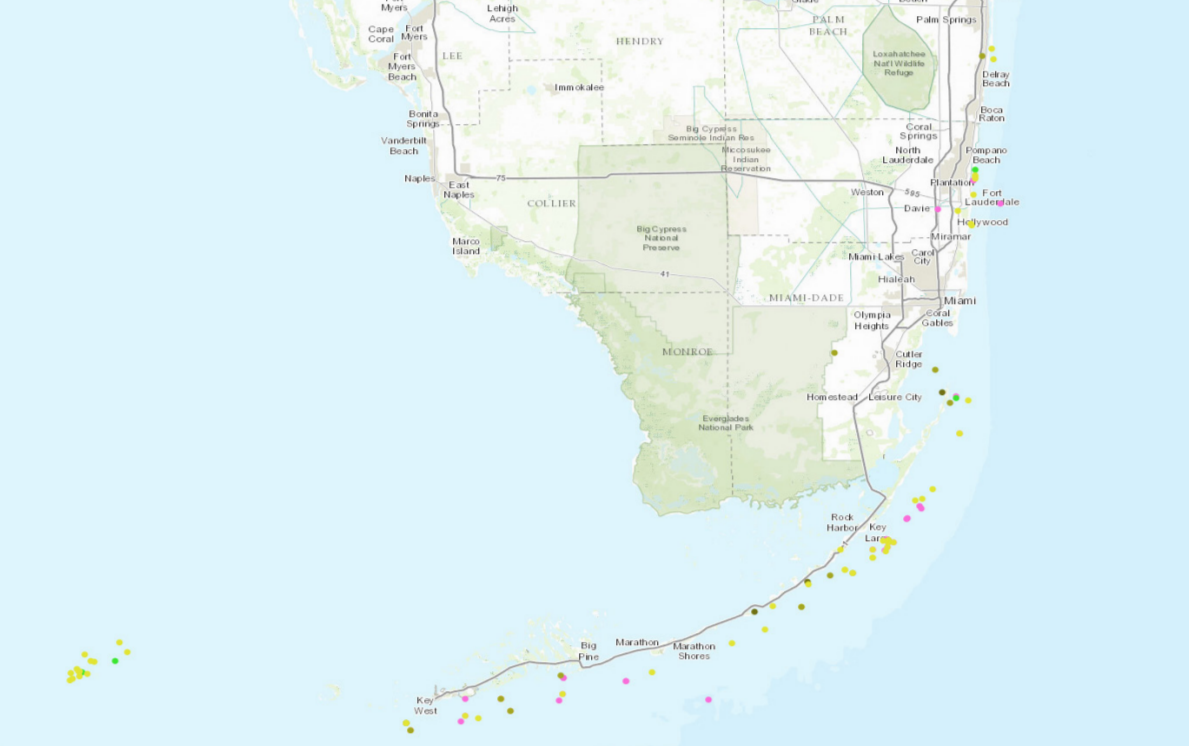 Myers
Lehigh
Acres
Cape
Coral
Fort
Myers
Fort
Myers
Beach
LEE
HENDRY
Immokalee
PALM
BEACH
Palm Springs
Loxahatchee
Nat'l Wildlife
Refuge
Delray
Beach
Boca
Raton
Bonita
Springs
Vanderbilt
Beach
Naples
East
Naples
75
COLLIER
Big Cypress
Seminole Indian Res
Miccosukee
Indian
Reservation
Coral
Springs
North
Lauderdale
Pompano
Beach
Plantation
Weston
595
Fort
Lauderdale
Davie
Hollywood
Miramar
Marco
Island
Big Cypress
National
Preserve
41
Miami Lakes
Carol
City
Hialeah
MIAMI-DADE
Miami
Olympia
Heights
Coral
Gables
MONROE
Cutler
Ridge
Homestead
Leisure City
Everglades
National Park
Rock
Harbor
Key
Largo
Big
Pine
Marathon
Marathon
Shores
Key
West